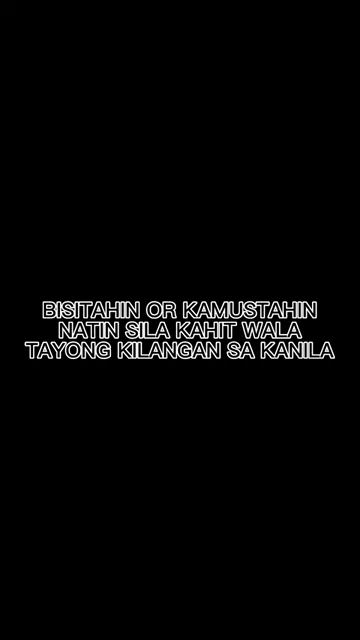 BISITAHIN OR KAMUSTAHIN
NATIN SILA KAHIT WALA
TAYONG KILANGAN SA KANILA